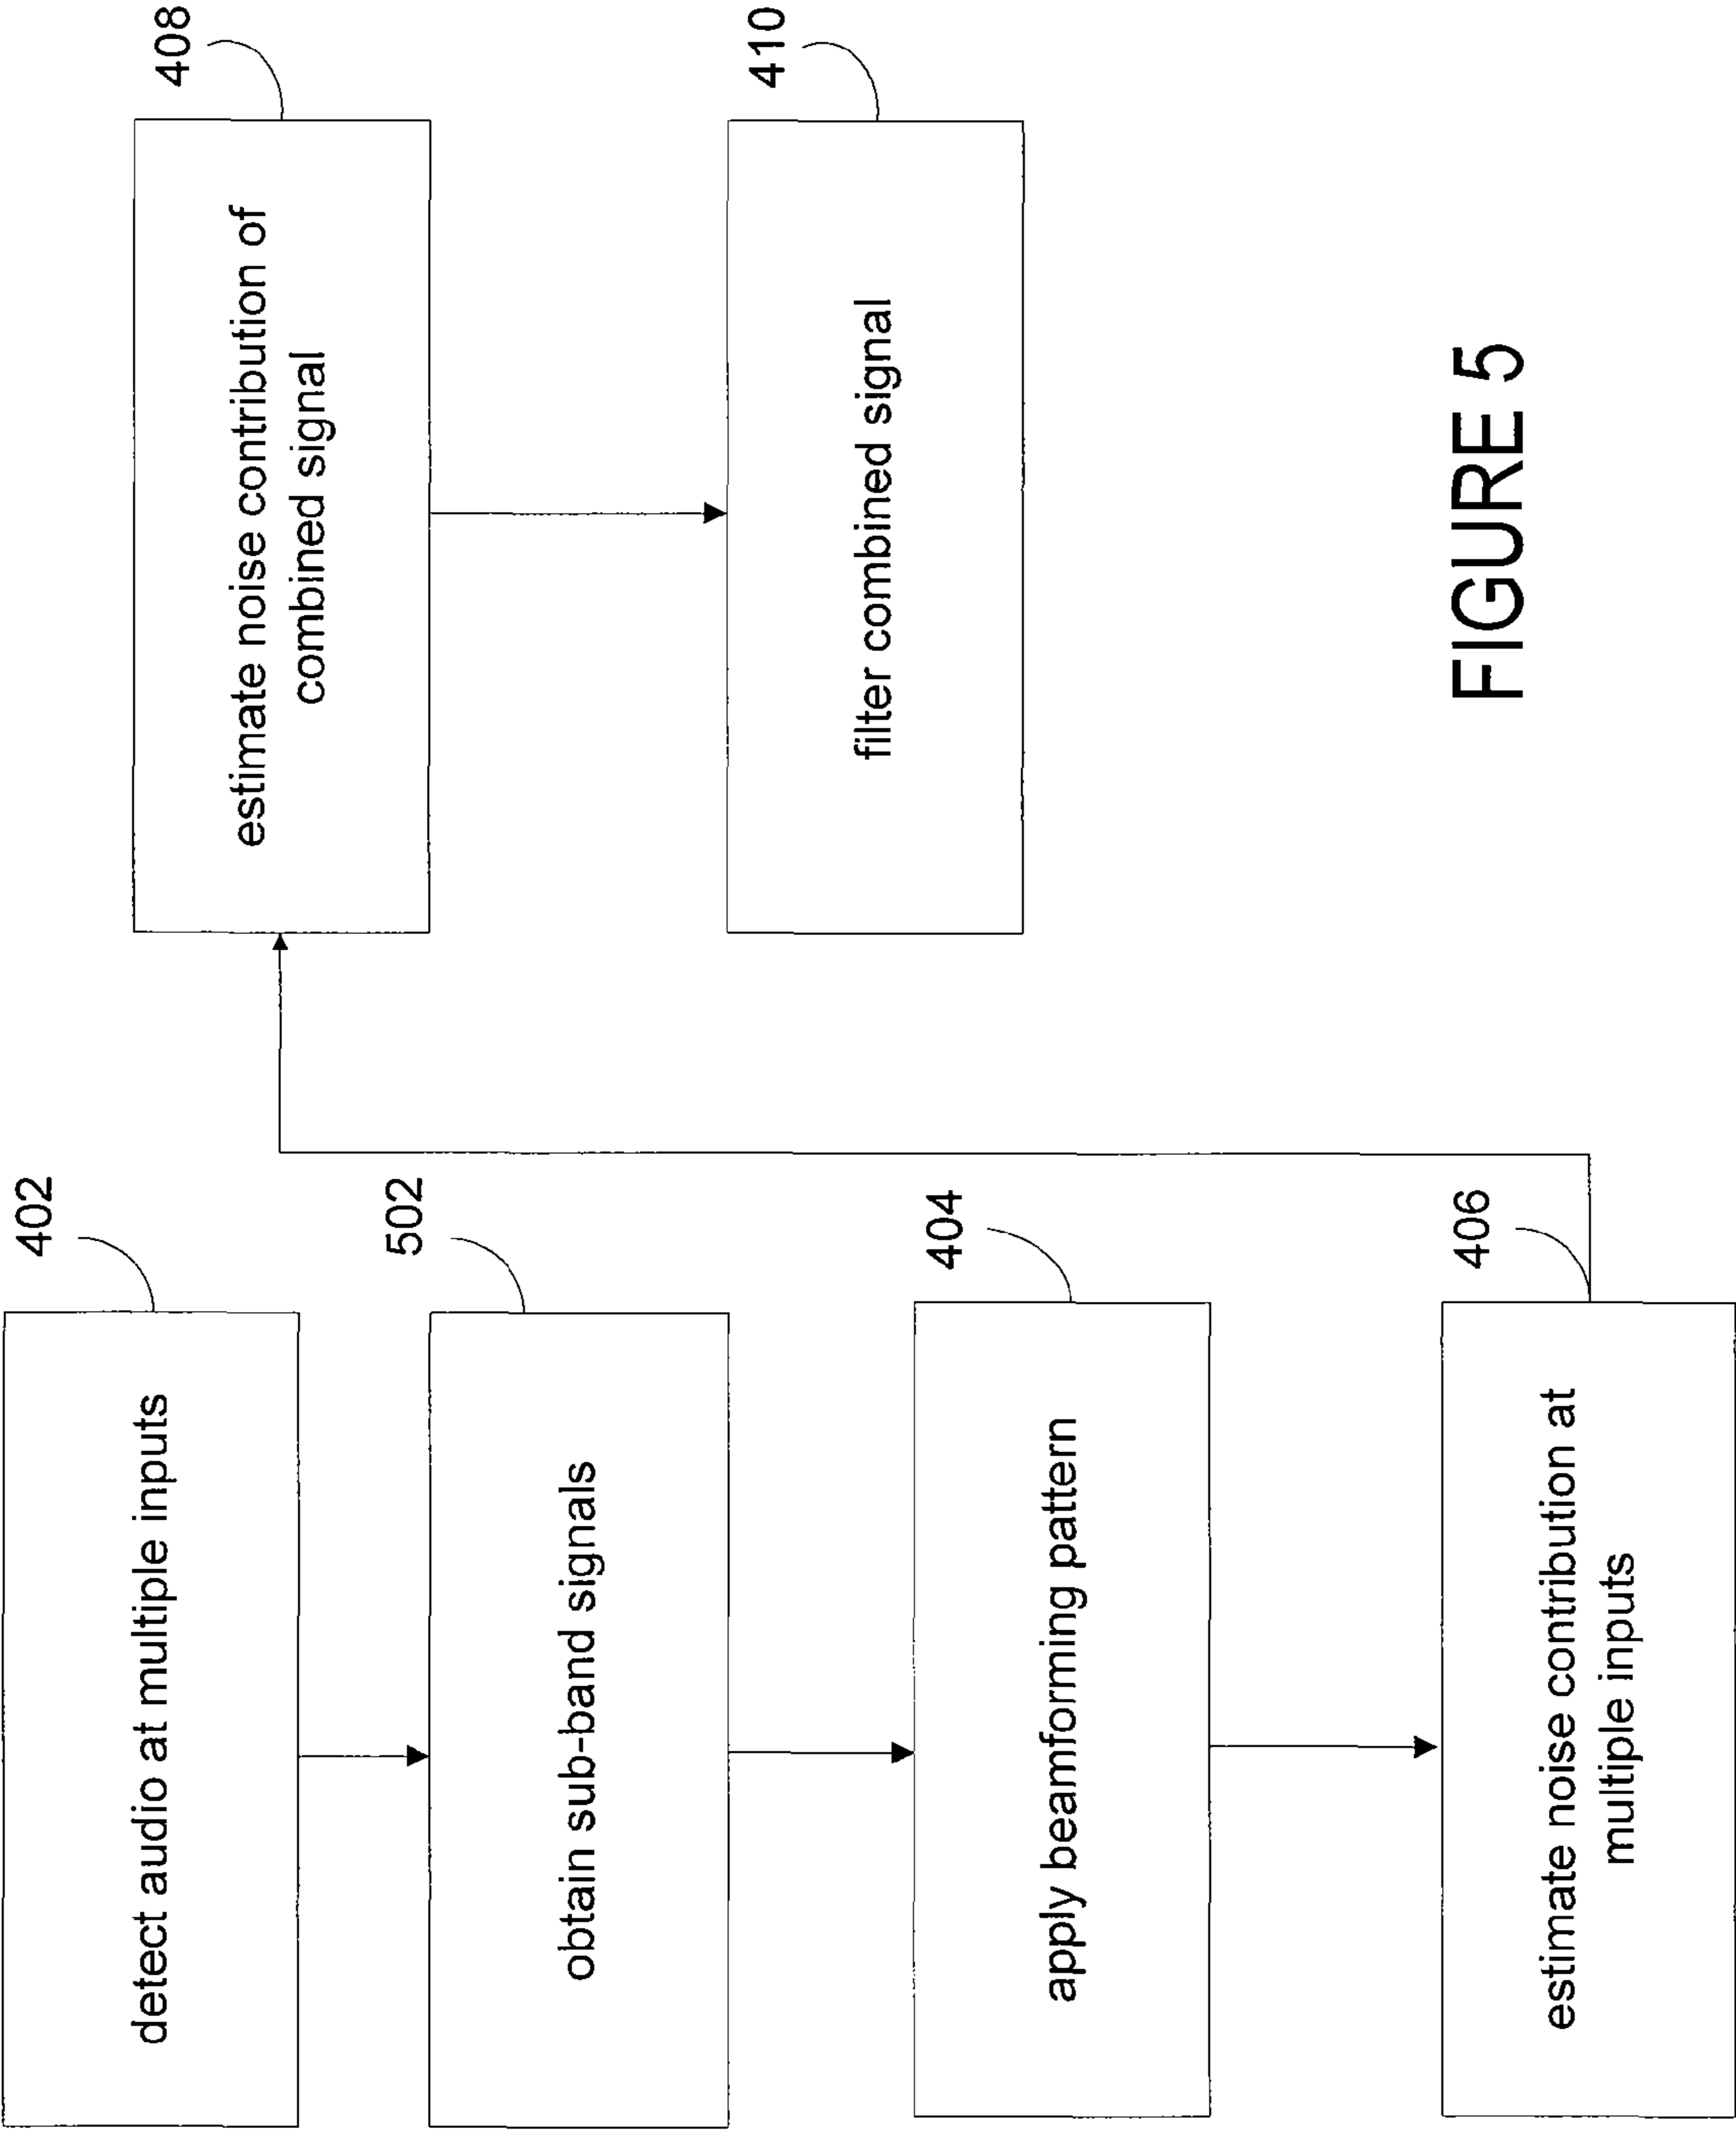 402
detect audio at multiple inputs
502
obtain sub-band signals
404
apply beamforming pattern
406
estimate noise contribution at
multiple inputs
408
estimate noise contribution of
combined signal
410
filter combined signal
FIGURE 5